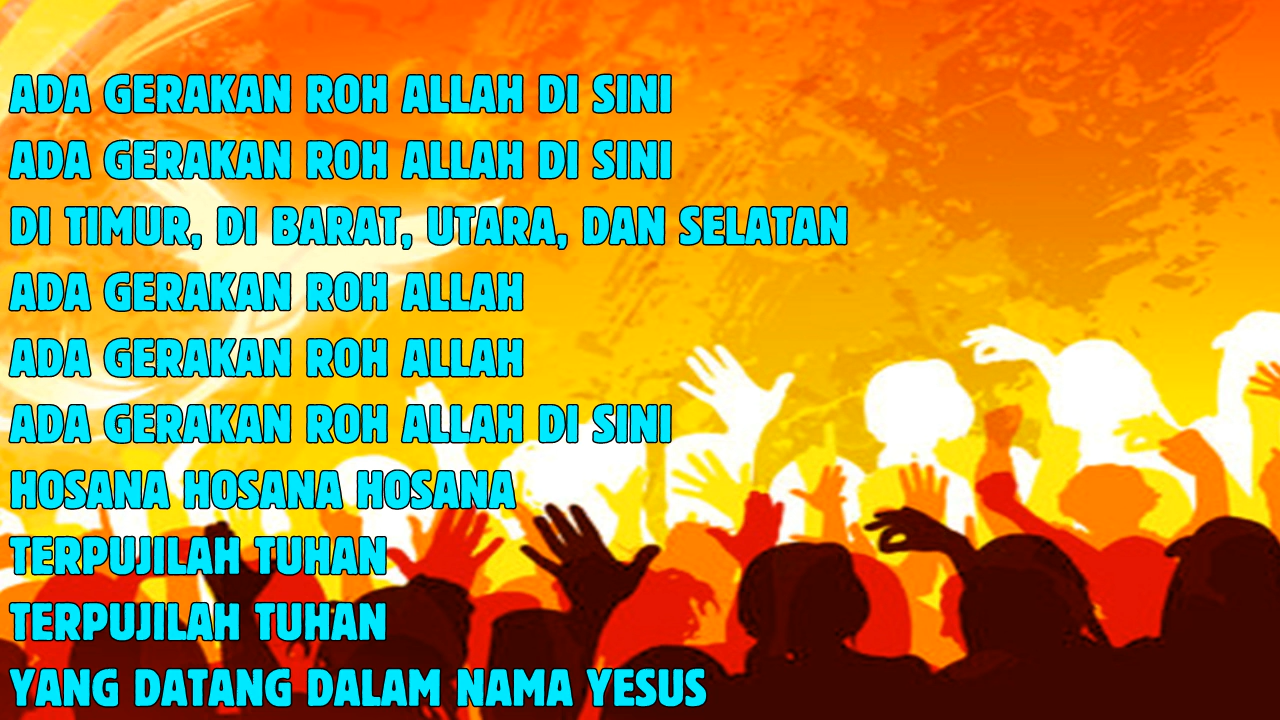 ADA GERAKAN ROH ALLAH DI SINI
ADA GERAKAN ROH ALLAH DI SINI
DI TIMUR, DI BARAT, UTARA, DAN SELATAN
ADA GERAKAN ROH ALLAH
ADA GERAKAN ROH ALLAH
ADA GERAKAN ROH ALLAH DI SINI
HOSANA HOSANA HOSANA
TERPUJILAH TUHAN
TERPUJILAH TUHAN
YANG DATANG DALAM NAMA YESUS